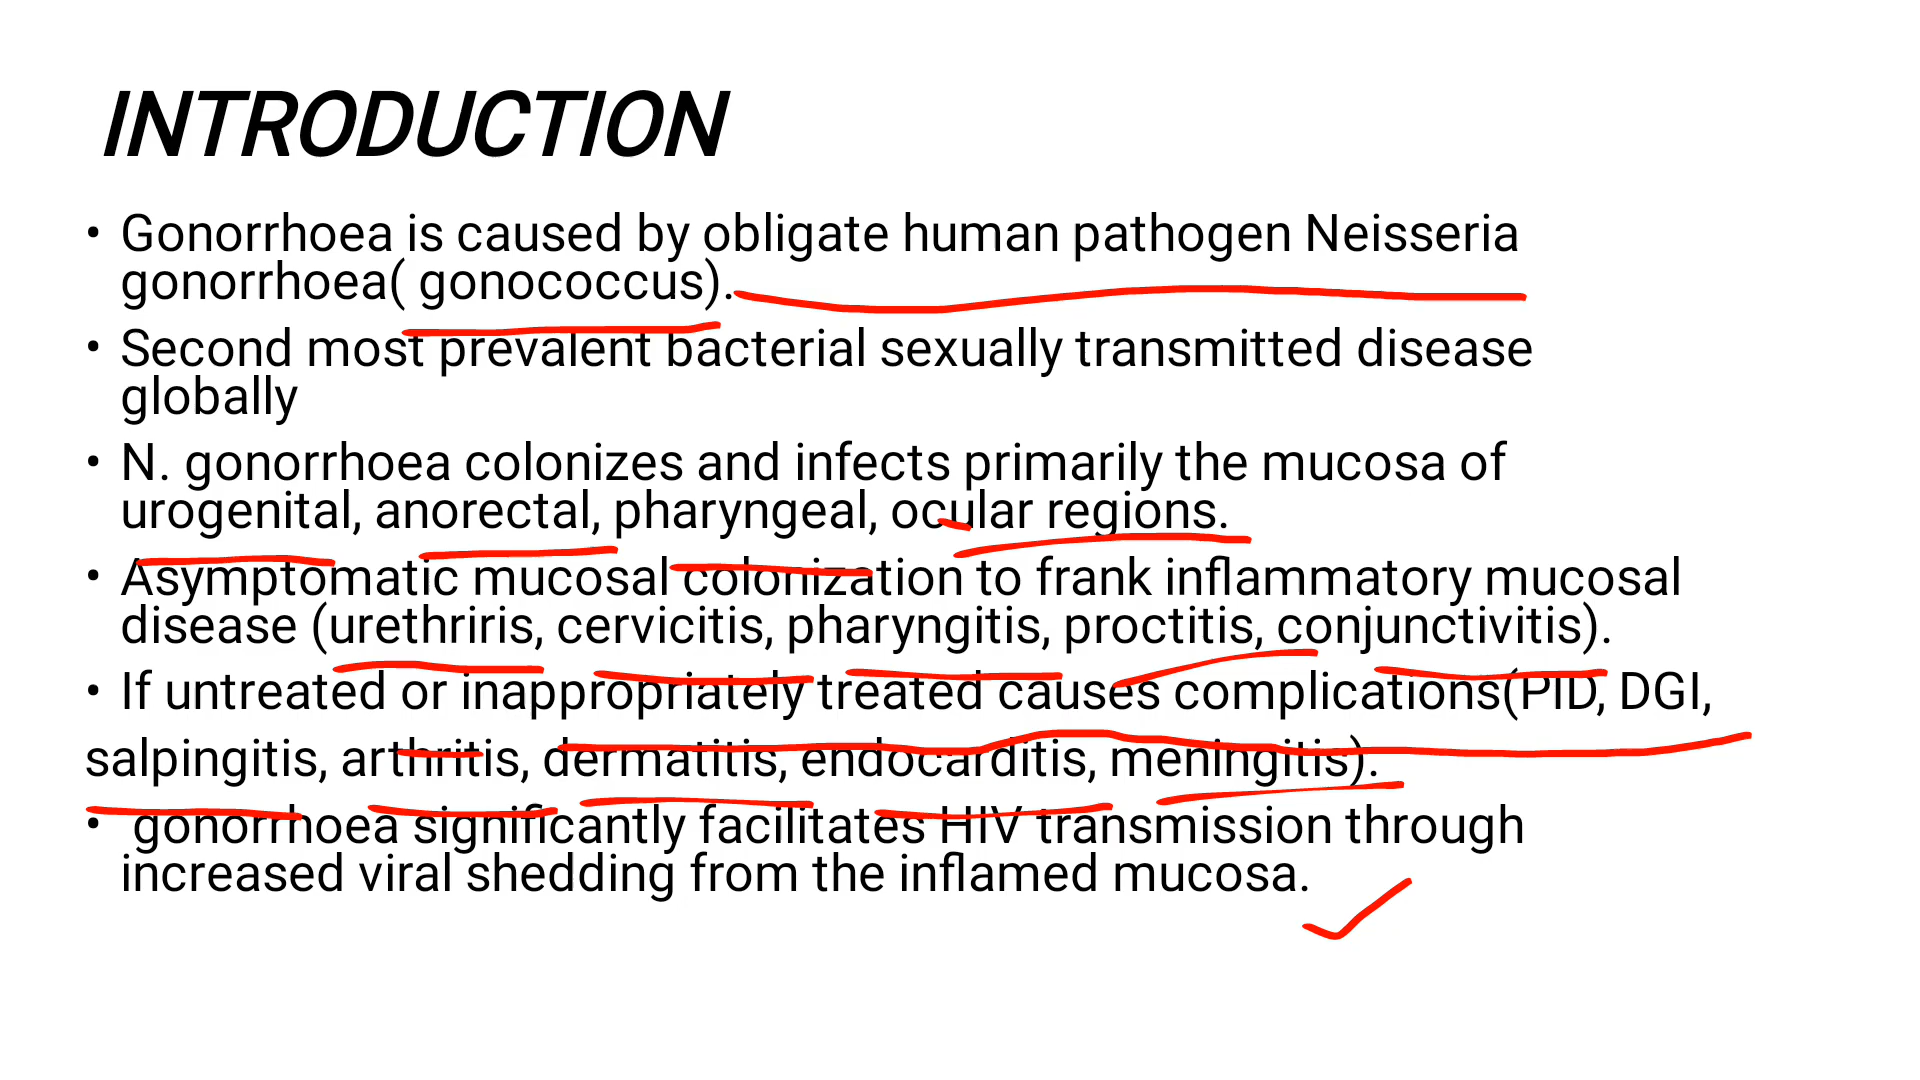 INTRODUCTION
• Gonorrhoea is caused by obligate human pathogen Neisseria
gonorrhoea( gonococcus).
• Second most prevalent bacterial sexually transmitted disease
globally
• N. gonorrhoea colonizes and infects primarily the mucosa of
urogenital, anorectal, pharyngeal, ocular regions.
• Asymptomatic mucosal colonization to frank inflammatory mucosal
disease (urethriris, cervicitis, pharyngitis, proctitis, conjunctivitis).
• If untreated or inappropriately treated causes complications(PID, DGI,
salpingitis, arthritis, dermatitis, endocarditis, meningitis).
• gonorrhoea significantly facilitates HIV transmission through
increased viral shedding from the inflamed mucosa.